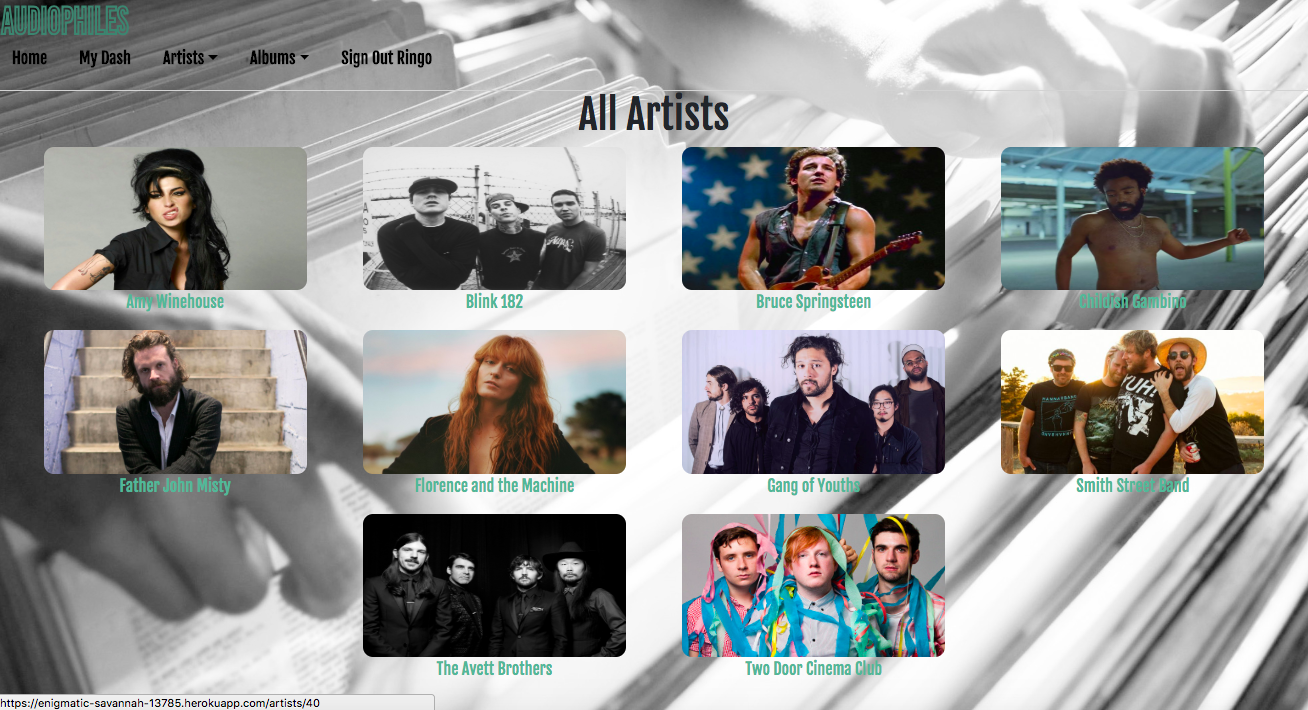 AUDIOPHILES
Home My Dash Artists Albums Sign Out Ringo
All Artists
Amy Winehouse Blink 182 Bruce Springsteen Childish Gambino
Father John Misty Florence and the Machine Gang of Youths Smith Street Band
The Avett Brothers Two Door Cinema Club
https://enigmatic-savannah-13785.herokuapp.com/artists/40